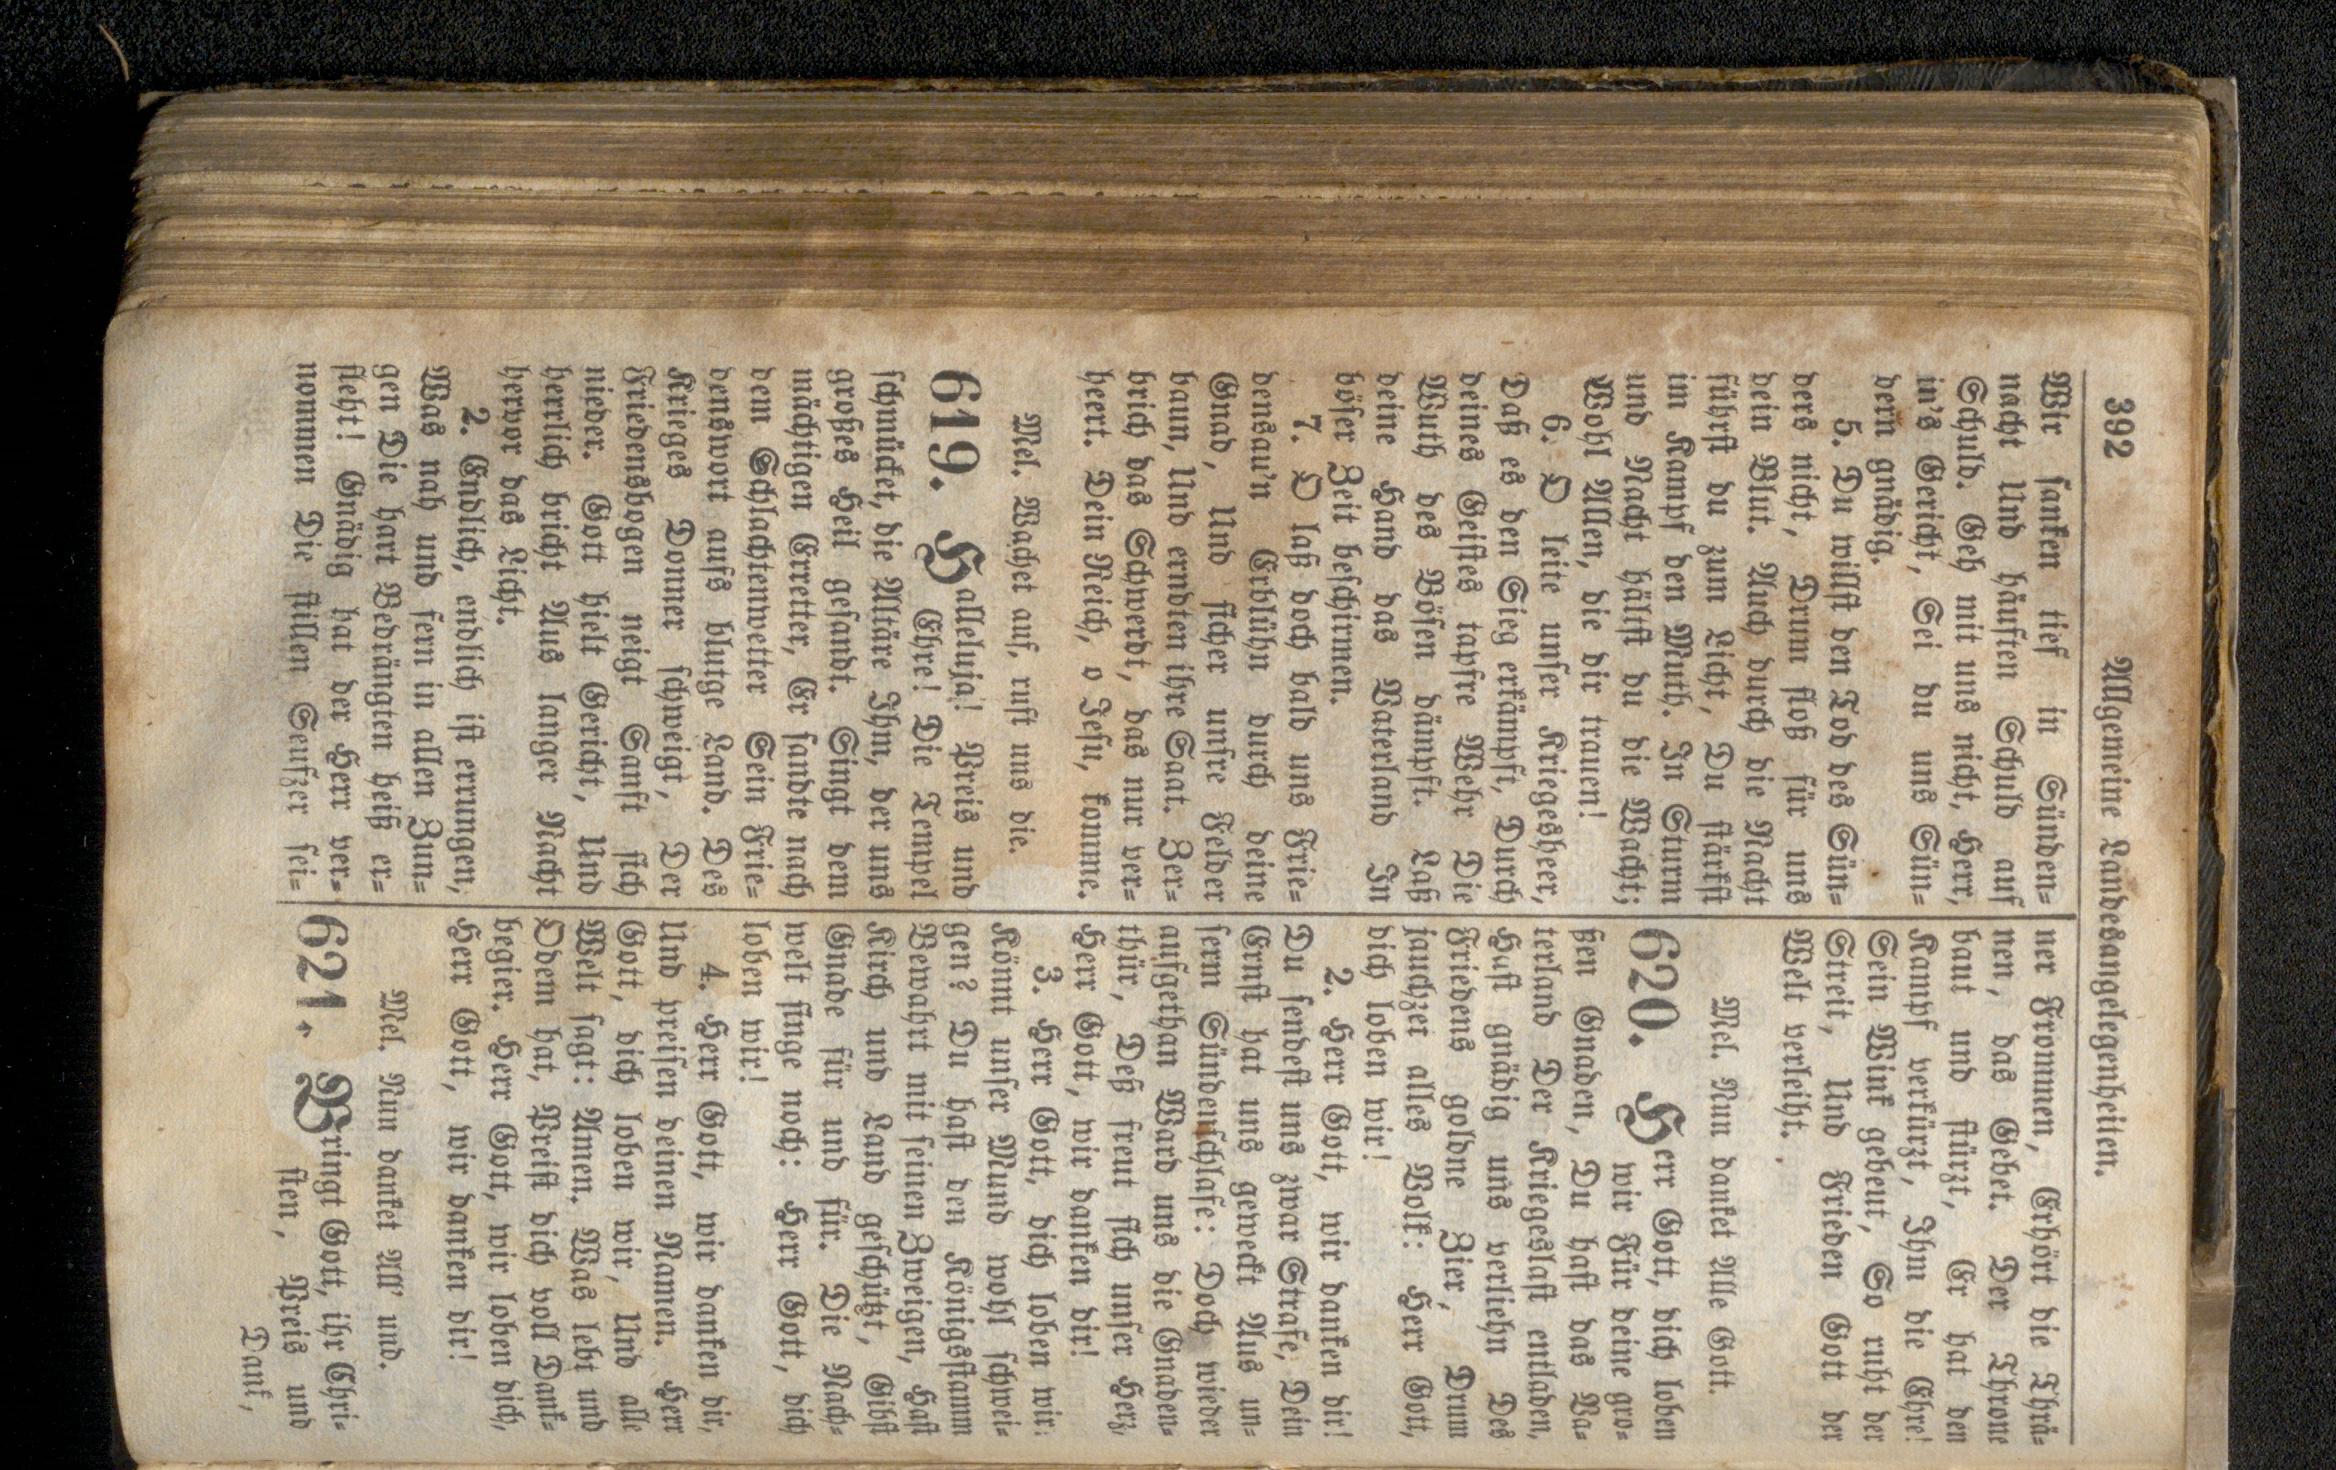 392 Allgemeine Landesangelegenheiten.
Wir sanken tief in Sünden-
nacht Und häuften Schuld auf
Schuld. Geh mit uns nicht, Herr,
in's Gericht, Sei du uns Sün-
dern gnädig.
5. Du willst den Tod des Sün-
ders nicht, Drum floß für uns
dein Blut. Auch durch die Nacht
führst du zum Licht, Du stärkst
im Kampf den Muth. In Sturm
und Nacht hältst du die Wacht;
Wohl Allen, die dir trauen!
6. O leite unser Kriegesheer,
Daß es den Sieg erkämpft, Durch
deines Geistes tapfre Wehr Die
Wuth des Bösen dämpft. Laß
deine Hand das Vaterland In
böser Zeit beschirmen.
7. O laß doch bald uns Frie-
densau'n Erblühn durch deine
Gnad, Und sicher unsre Felder
baun, Und erndten ihre Saat. Zer-
brich das Schwerdt, das nur ver-
heert. Dein Reich, o Jesu, komme.
Mel. Wachet auf, ruft uns die.
619. Halleluja! Preis und
Ehre! Die Tempel
schmücket, die Altäre Ihm, der uns
großes Heil gesandt. Singt dem
mächtigen Erretter, Er sandte nach
dem Schlachtenwetter Sein Frie-
denswort aufs blutge Land. Des
Krieges Donner schweigt, Der
Friedensbogen neigt Sanft sich
nieder. Gott hielt Gericht, Und
herrlich bricht Aus langer Nacht
hervor das Licht.
2. Endlich, endlich ist errungen,
Was nah und fern in allen Zun-
gen Die hart Bedrängten heiß er-
fleht! Gnädig hat der Herr ver-
nommen Die stillen Seufzer sei-
ner Frommen, Erhört die Thrä-
nen, das Gebet. Der Throne
baut und stürzt, Er hat den
Kampf verkürzt, Ihm die Ehre!
Sein Wink gebeut, So ruht der
Streit, Und Frieden Gott der
Welt verleiht.
Mel. Nun danket Alle Gott.
620. Herr Gott, dich loben
wir Für deine gro-
ßen Gnaden, Du hast das Va-
terland Der Kriegeslast entladen,
Hast gnädig uns verliehn Des
Friedens goldne Zier, Drum
jauchzet alles Volk: Herr Gott,
dich loben wir!
2. Herr Gott, wir danken dir!
Du sendest uns zwar Strafe, Dein
Ernst hat uns geweckt Aus un-
serm Sündenschlafe: Doch wieder
aufgethan Ward uns die Gnaden-
thür, Deß freut sich unser Herz
Herr Gott, wir danken dir!
3. Herr Gott, dich loben wir:
Könnt unser Mund wohl schwei-
gen? Du hast den Königsstamm
Bewahrt mit seinen Zweigen, Hast
Kirch und Land geschützt, Gibst
Gnade für und für. Die Nach-
welt singe noch: Herr Gott, dich
loben wir!
4. Herr Gott, wir danken dir,
Und preisen deinen Namen. Herr
Gott, dich loben wir, Und alle
Welt sagt: Amen. Was lebt und
Odem hat, Preist dich voll Dank-
begier. Herr Gott, wir loben dich,
Herr Gott, wir danken dir!
Mel. Nun danket All' und.
621. Bringt Gott, ihr Chri-
sten, Preis und
Dank,